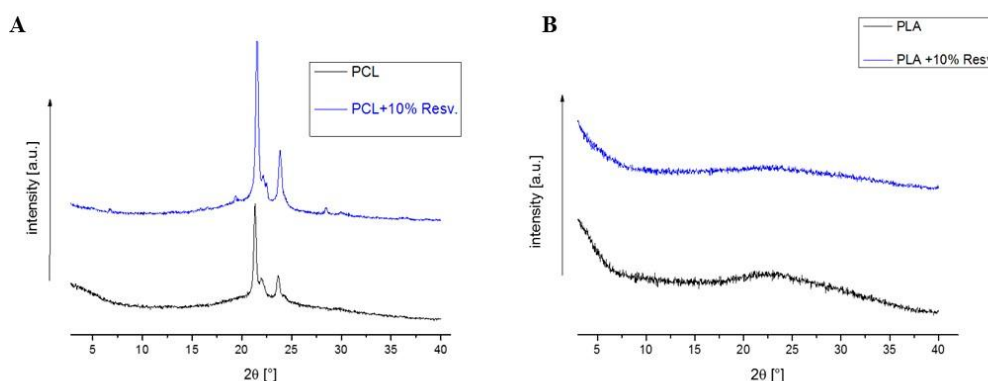 A
PCL
PCL+10% Resv.
intensity [a.u.]
5 10 15 20 25 30 35 40
2θ [°]
B
PLA
PLA +10% Resv
intensity [a.u.]
5 10 15 20 25 30 35 40
2θ [°]